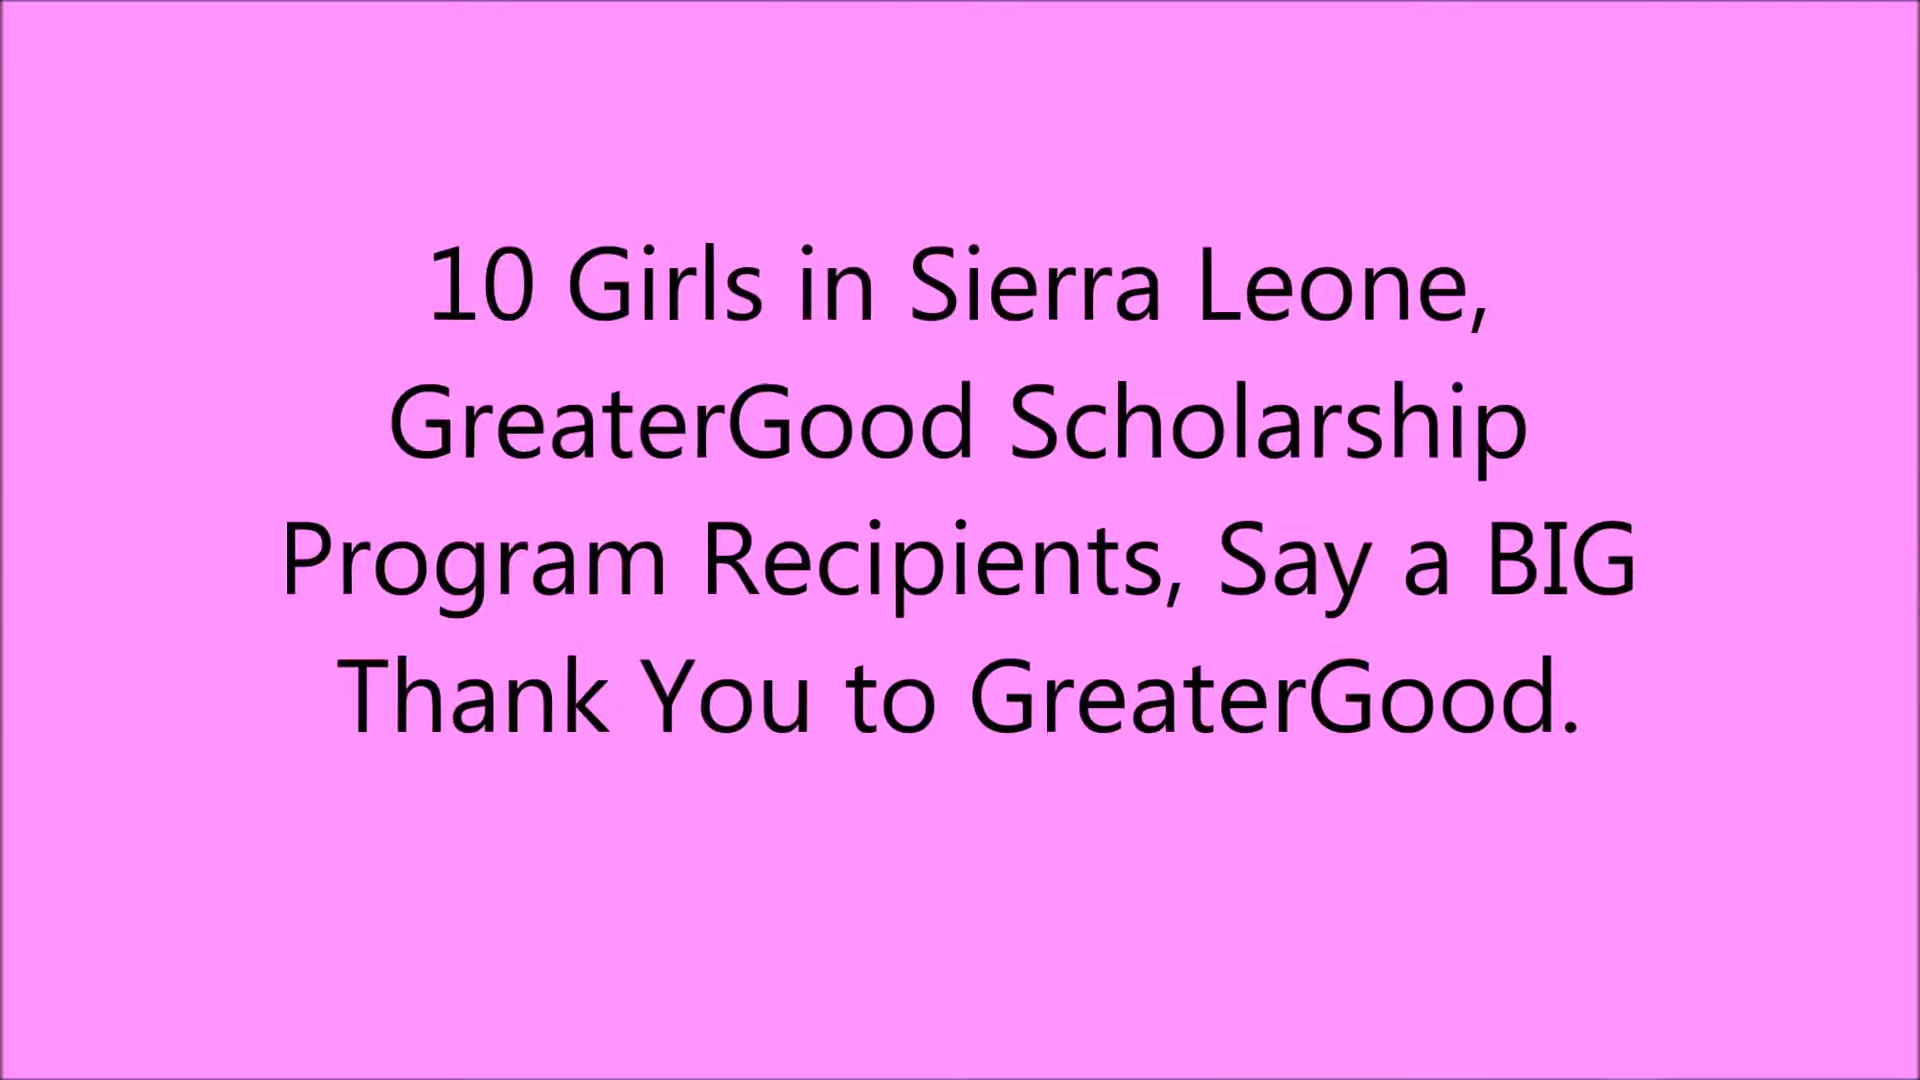 10 Girls in Sierra Leone,
GreaterGood Scholarship
Program Recipients, Say a BIG
Thank You to GreaterGood.